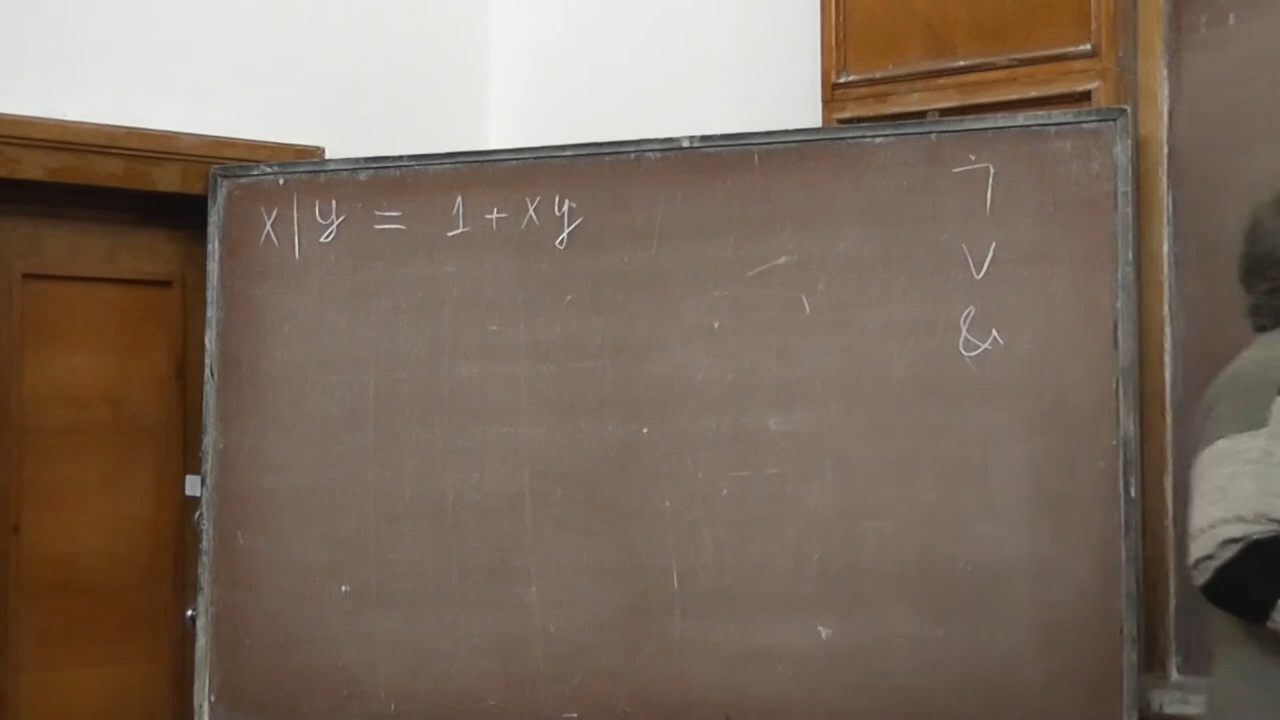 x|y = 1+xy
¬
∨
&